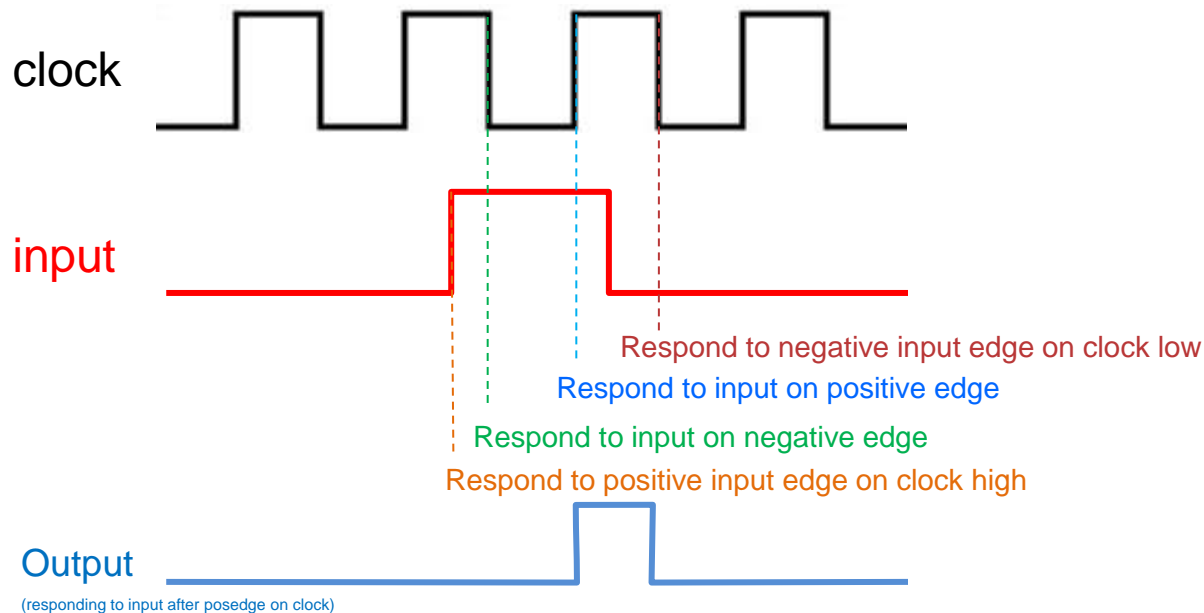 clock
input
Respond to negative input edge on clock low
Respond to input on positive edge
Respond to input on negative edge
Respond to positive input edge on clock high
Output
(responding to input after posedge on clock)